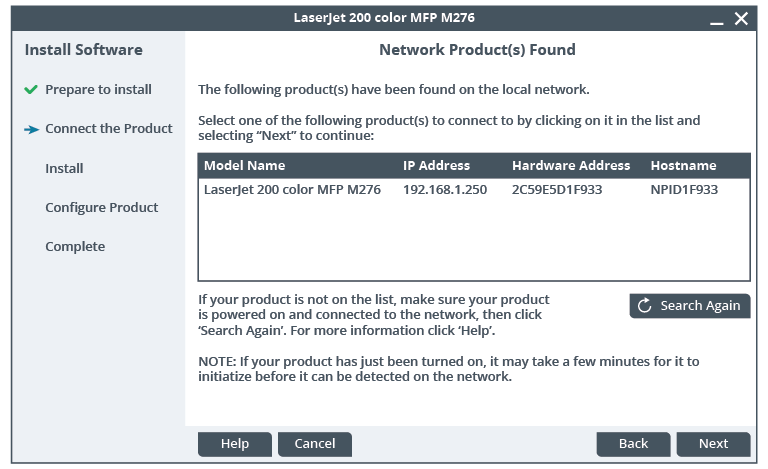 LaserJet 200 color MFP M276
Install Software
Prepare to install
Connect the Product
Install
Configure Product
Complete
Network Product(s) Found
The following product(s) have been found on the local network.
Select one of the following product(s) to connect to by clicking on it in the list and
selecting “Next” to continue:
Model Name IP Address Hardware Address Hostname
LaserJet 200 color MFP M276 192.168.1.250 2C59E5D1F933 NPID1F933
If your product is not on the list, make sure your product
is powered on and connected to the network, then click
‘Search Again’. For more information click ‘Help’.
Search Again
NOTE: If your product has just been turned on, it may take a few minutes for it to
initiatize before it can be detected on the network.
Help Cancel Back Next